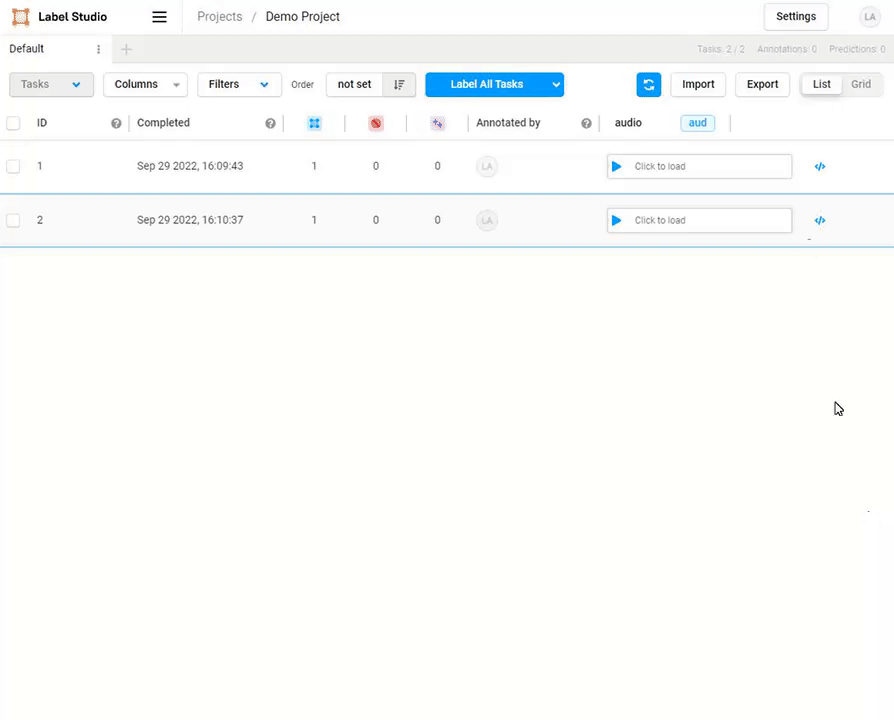 Label Studio
Projects / Demo Project
Settings
LA
Default
Tasks: 2 / 2 Annotations: 0 Predictions: 0
Tasks
Columns
Filters
Order
not set
Label All Tasks
Import
Export
List
Grid
ID Completed Annotated by audio aud
1 Sep 29 2022, 16:09:43 1 0 0 LA Click to load </>
2 Sep 29 2022, 16:10:37 1 0 0 LA Click to load </>